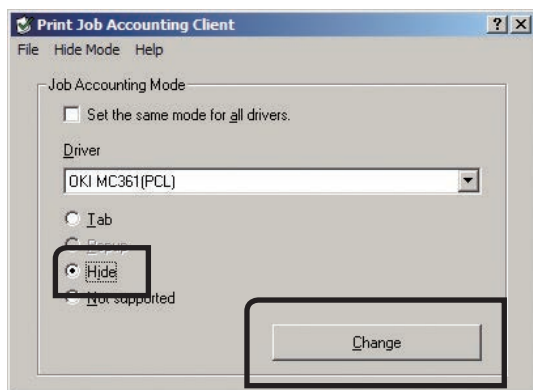 Print Job Accounting Client
File Hide Mode Help
Job Accounting Mode
Set the same mode for all drivers.
Driver
OKI MC361(PCL)
Tab
Popup
Hide
Not supported
Change